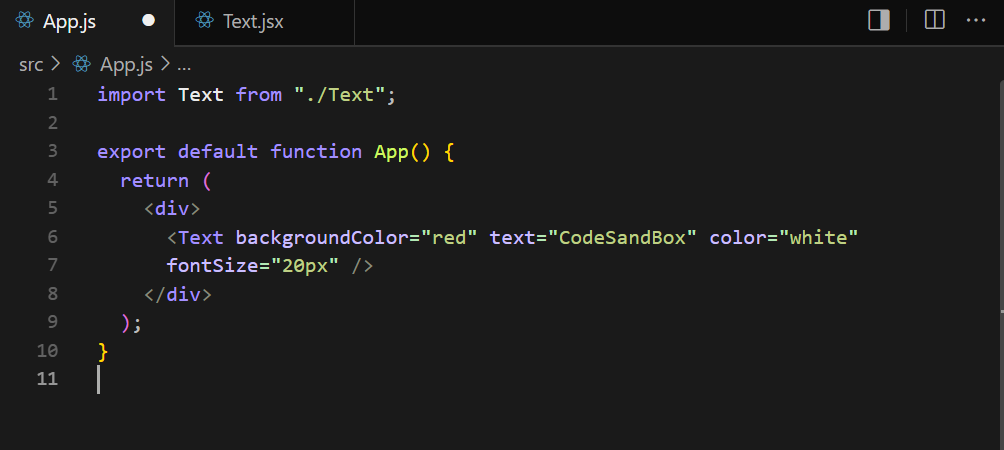 App.js Text.jsx
src > App.js > ...
1 import Text from "./Text";
2
3 export default function App() {
4 return (
5 <div>
6 <Text backgroundColor="red" text="CodeSandBox" color="white"
7 fontSize="20px" />
8 </div>
9 );
10 }
11